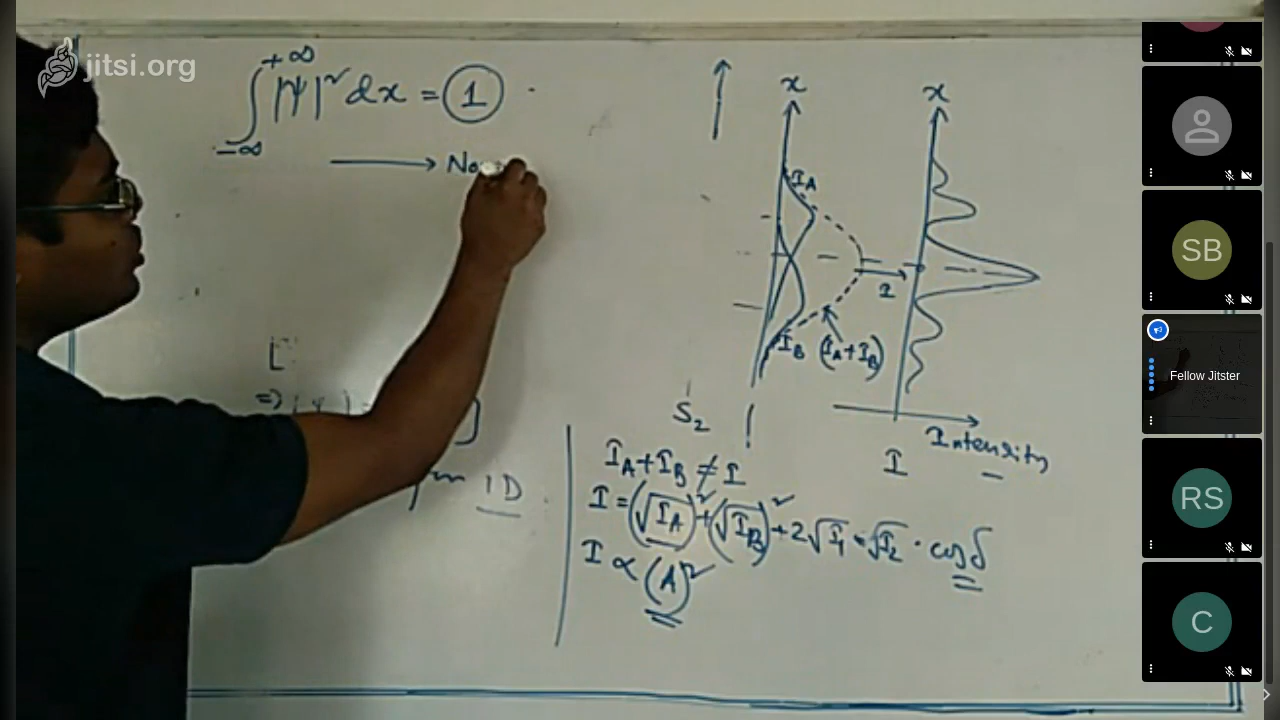 jitsi.org
+∞
∫ |ψ|² dx = 1
-∞
→ No
[
=> | ψ |
]
1D
x
I_A
2
I_B (I_A+I_B)
x
Intensity
I
S₂
I_A + I_B ≠ I
I = (√I_A)² + (√I_B)² + 2√I₁ · √I₂ · cos δ
I ∝ (A)²
SB
Fellow Jitster
RS
C